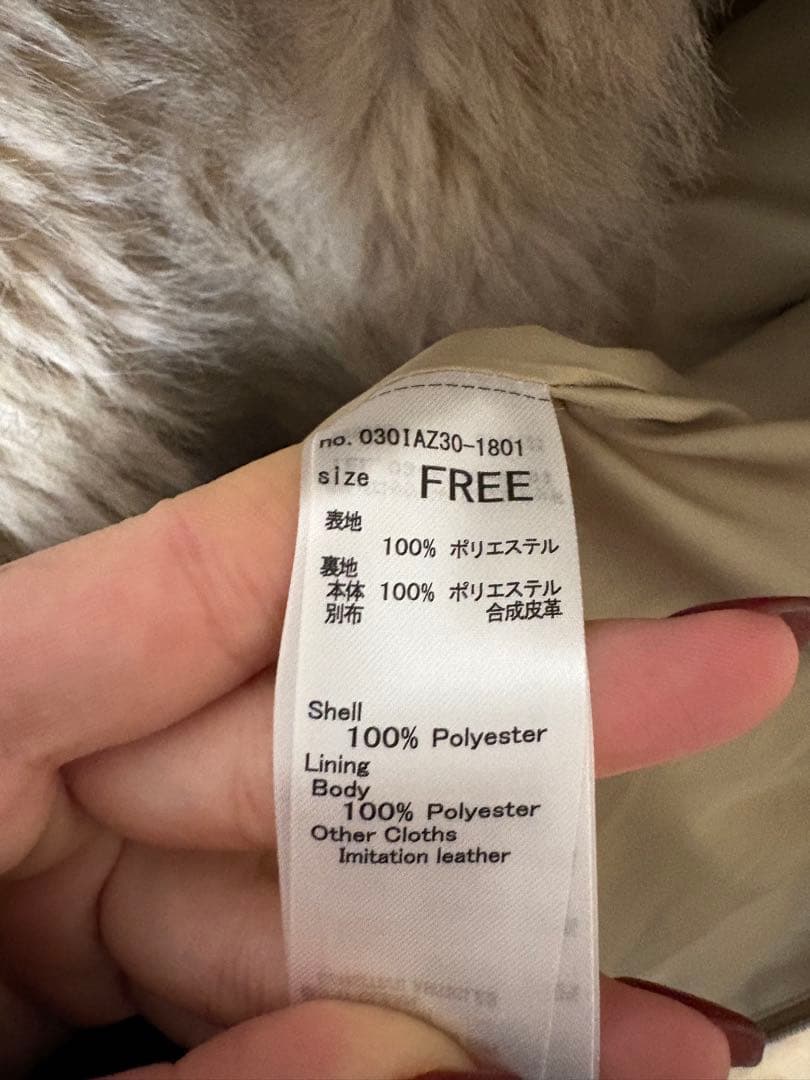 no. 030IAZ30-1801
size FREE
表地
100% ポリエステル
裏地
本体 100% ポリエステル
別布 合成皮革
Shell
100% Polyester
Lining
Body
100% Polyester
Other Cloths
Imitation leather